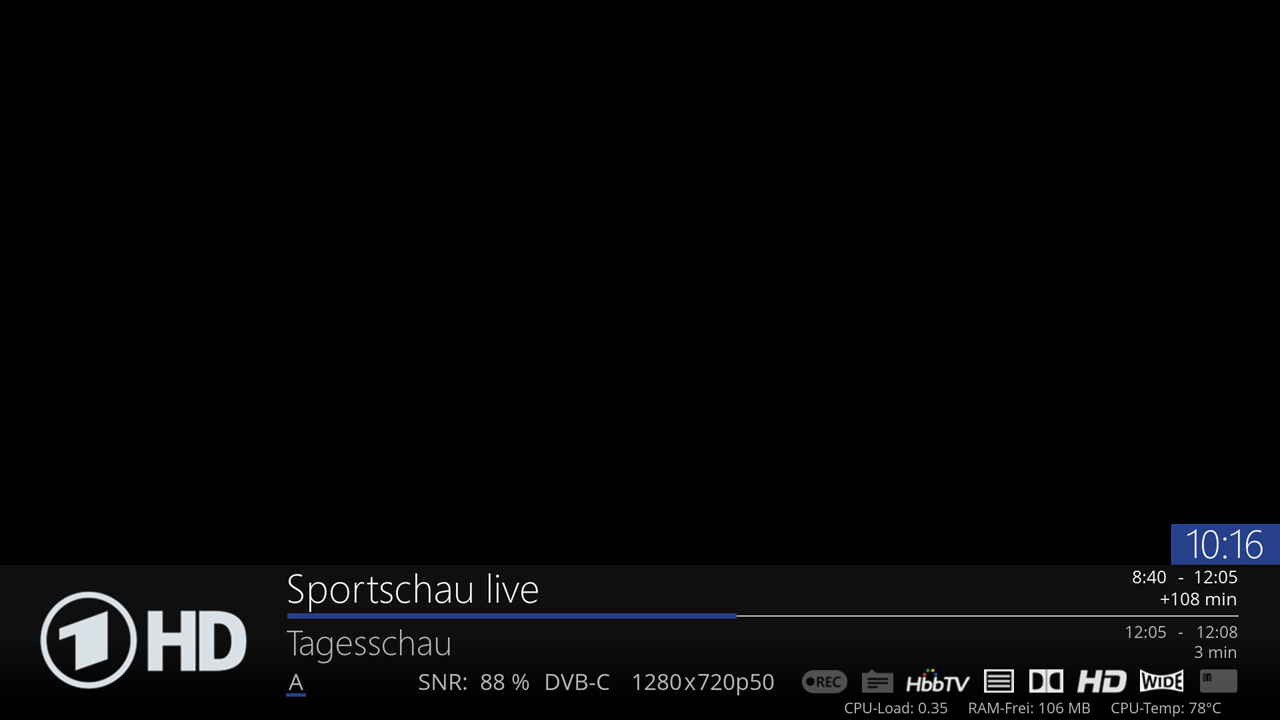 10:16
Sportschau live
8:40 - 12:05
+108 min
1 HD
Tagesschau
12:05 - 12:08
3 min
A SNR: 88 % DVB-C 1280x720p50 REC HbbTV HD WIDE
CPU-Load: 0.35 RAM-Frei: 106 MB CPU-Temp: 78°C